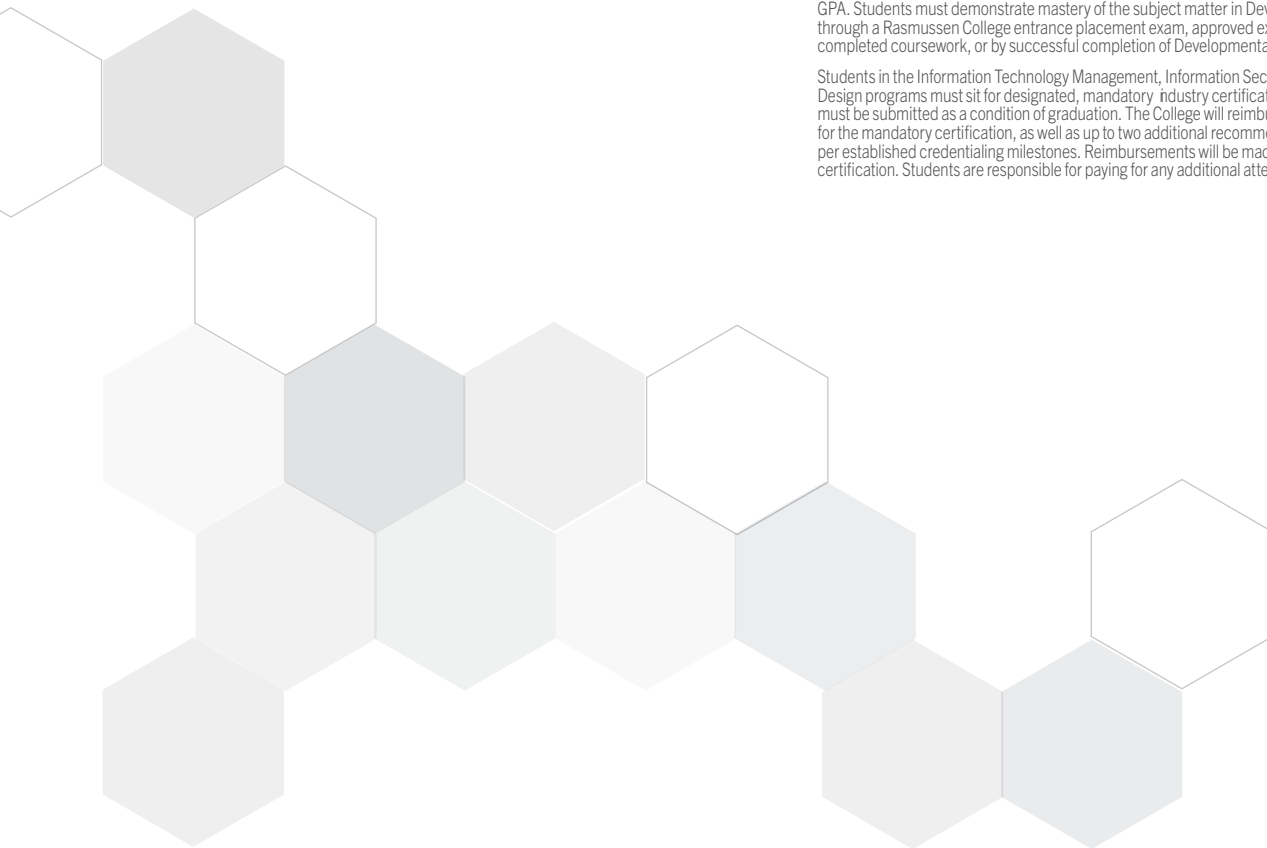 GPA. Students must demonstrate mastery of the subject matter in Dev
through a Rasmussen College entrance placement exam, approved ex
completed coursework, or by successful completion of Developmenta
Students in the Information Technology Management, Information Sec
Design programs must sit for designated, mandatory industry certificat
must be submitted as a condition of graduation. The College will reimbu
for the mandatory certification, as well as up to two additional recomme
per established credentialing milestones. Reimbursements will be mad
certification. Students are responsible for paying for any additional atte